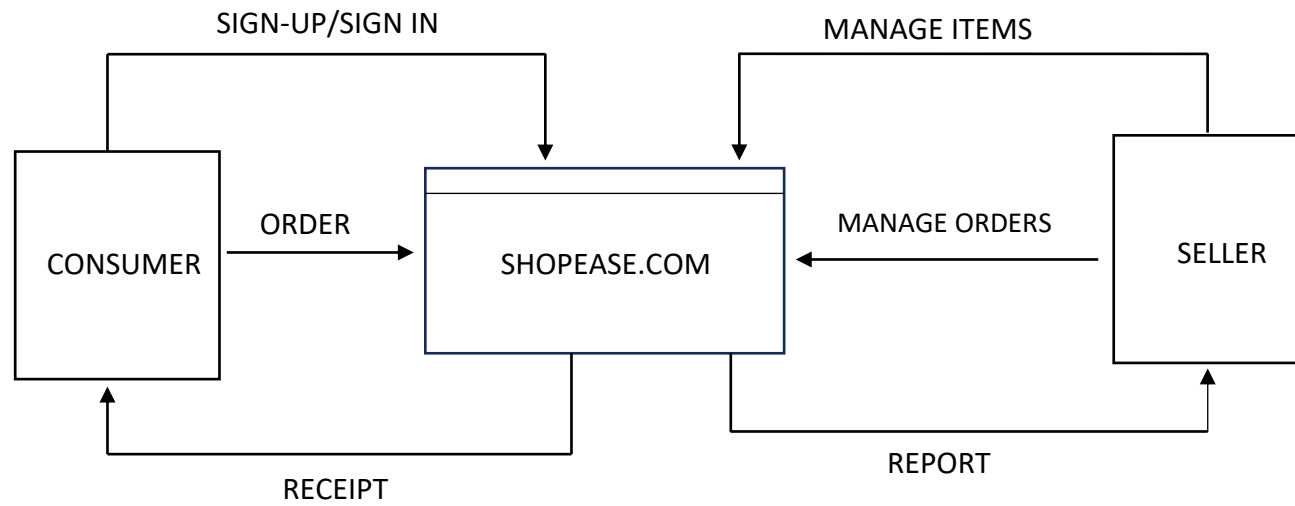 SIGN-UP/SIGN IN
MANAGE ITEMS
ORDER
MANAGE ORDERS
CONSUMER
SHOPEASE.COM
SELLER
RECEIPT
REPORT